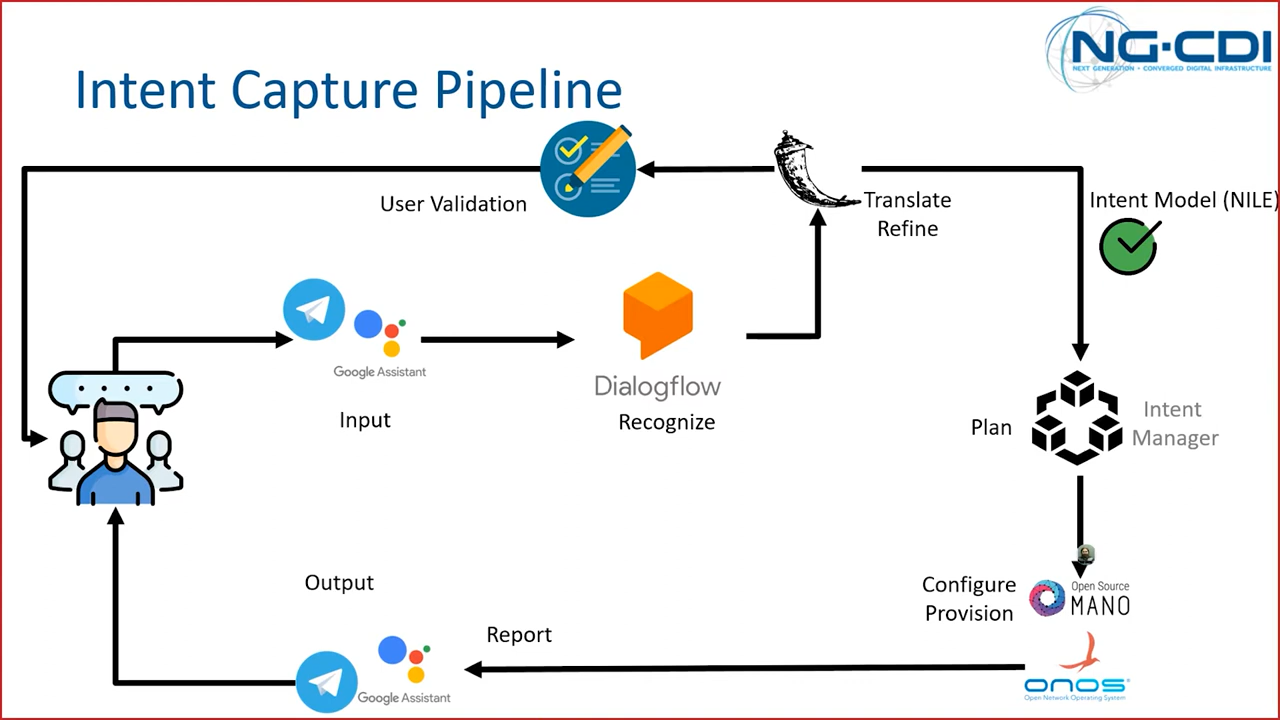 NG-CDI
NEXT GENERATION • CONVERGED DIGITAL INFRASTRUCTURE
Intent Capture Pipeline
User Validation
Translate
Refine
Intent Model (NILE)
Google Assistant
Input
Dialogflow
Recognize
Plan
Intent
Manager
Output
Configure
Provision
Open Source
MANO
Report
Google Assistant
onos
Open Network Operating System